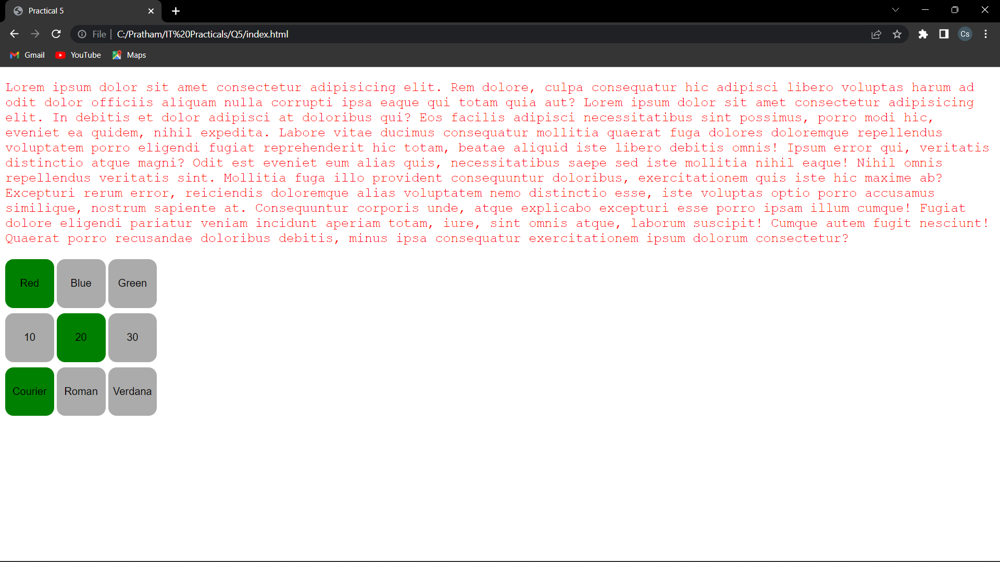 Practical 5
File | C:/Pratham/IT%20Practicals/Q5/index.html
Cs
Gmail YouTube Maps
Lorem ipsum dolor sit amet consectetur adipisicing elit. Rem dolore, culpa consequatur hic adipisci libero voluptas harum ad
odit dolor officiis aliquam nulla corrupti ipsa eaque qui totam quia aut? Lorem ipsum dolor sit amet consectetur adipisicing
elit. In debitis et dolor adipisci at doloribus qui? Eos facilis adipisci necessitatibus sint possimus, porro modi hic,
eveniet ea quidem, nihil expedita. Labore vitae ducimus consequatur mollitia quaerat fuga dolores doloremque repellendus
voluptatem porro eligendi fugiat reprehenderit hic totam, beatae aliquid iste libero debitis omnis! Ipsum error qui, veritatis
distinctio atque magni? Odit est eveniet eum alias quis, necessitatibus saepe sed iste mollitia nihil eaque! Nihil omnis
repellendus veritatis sint. Mollitia fuga illo provident consequuntur doloribus, exercitationem quis iste hic maxime ab?
Excepturi rerum error, reiciendis doloremque alias voluptatem nemo distinctio esse, iste voluptas optio porro accusamus
similique, nostrum sapiente at. Consequuntur corporis unde, atque explicabo excepturi esse porro ipsam illum cumque! Fugiat
dolore eligendi pariatur veniam incidunt aperiam totam, iure, sint omnis atque, laborum suscipit! Cumque autem fugit nesciunt!
Quaerat porro recusandae doloribus debitis, minus ipsa consequatur exercitationem ipsum dolorum consectetur?
Red Blue Green
10 20 30
Courier Roman Verdana